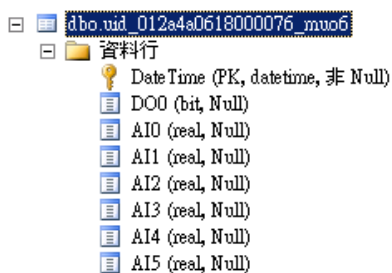 dbo.uid_012a4a0618000076_muo6
資料行
DateTime (PK, datetime, 非 Null)
DO0 (bit, Null)
AI0 (real, Null)
AI1 (real, Null)
AI2 (real, Null)
AI3 (real, Null)
AI4 (real, Null)
AI5 (real, Null)